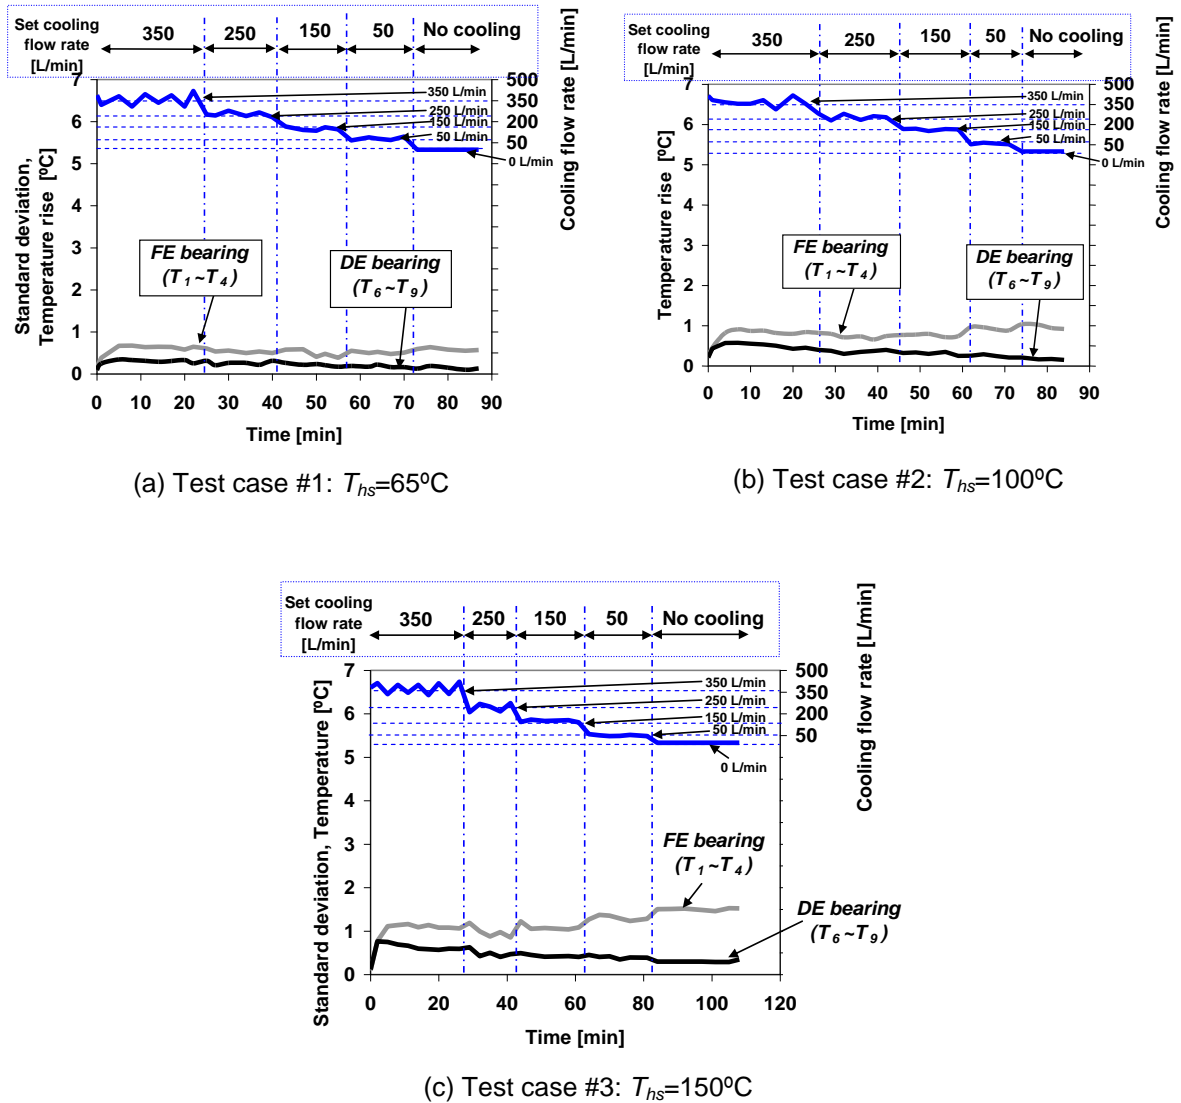 Set cooling
flow rate
[L/min]
350 250 150 50 No cooling
Standard deviation,
Temperature rise [ºC]
7
6
5
4
3
2
1
0
500
350
200
50
Cooling flow rate [L/min]
350 L/min
250 L/min
150 L/min
50 L/min
0 L/min
FE bearing
(T1~T4)
DE bearing
(T6~T9)
0 10 20 30 40 50 60 70 80 90
Time [min]
(a) Test case #1: Ths=65ºC
Set cooling
flow rate
[L/min]
350 250 150 50 No cooling
Temperature rise [ºC]
7
6
5
4
3
2
1
0
500
350
200
50
Cooling flow rate [L/min]
350 L/min
250 L/min
150 L/min
50 L/min
0 L/min
FE bearing
(T1~T4)
DE bearing
(T6~T9)
0 10 20 30 40 50 60 70 80 90
Time [min]
(b) Test case #2: Ths=100ºC
Set cooling
flow rate
[L/min]
350 250 150 50 No cooling
Standard deviation, Temperature [ºC]
7
6
5
4
3
2
1
0
500
350
200
50
Cooling flow rate [L/min]
350 L/min
250 L/min
150 L/min
50 L/min
0 L/min
FE bearing
(T1~T4)
DE bearing
(T6~T9)
0 20 40 60 80 100 120
Time [min]
(c) Test case #3: Ths=150ºC